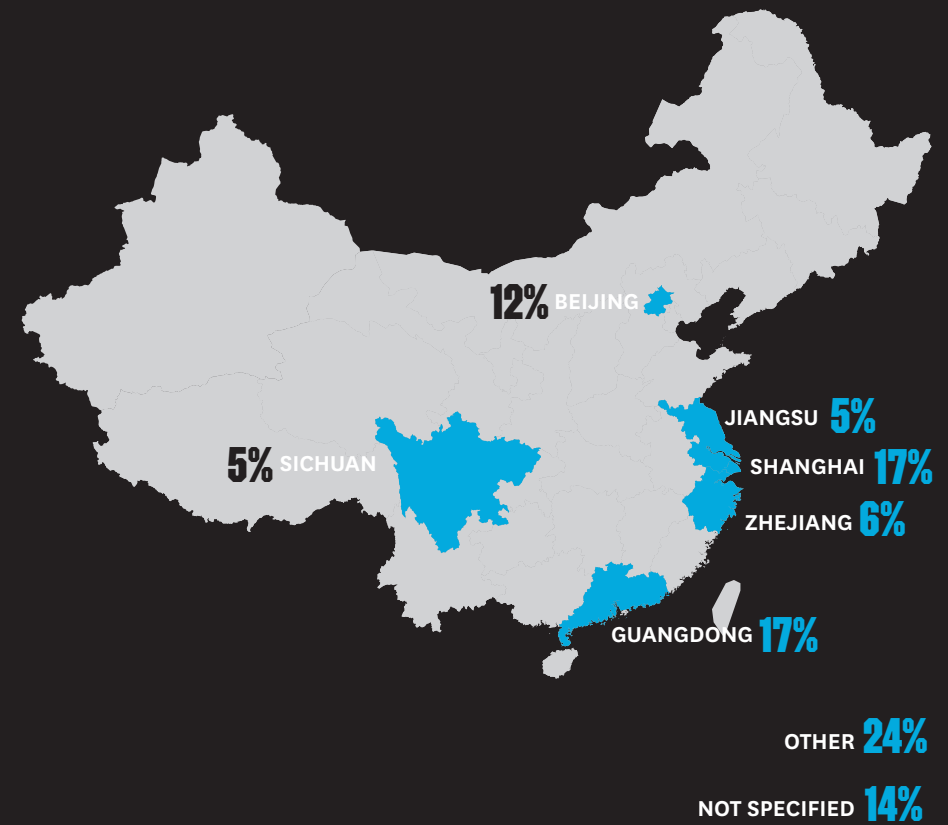 12% BEIJING
JIANGSU 5%
5% SICHUAN
SHANGHAI 17%
ZHEJIANG 6%
GUANGDONG 17%
OTHER 24%
NOT SPECIFIED 14%